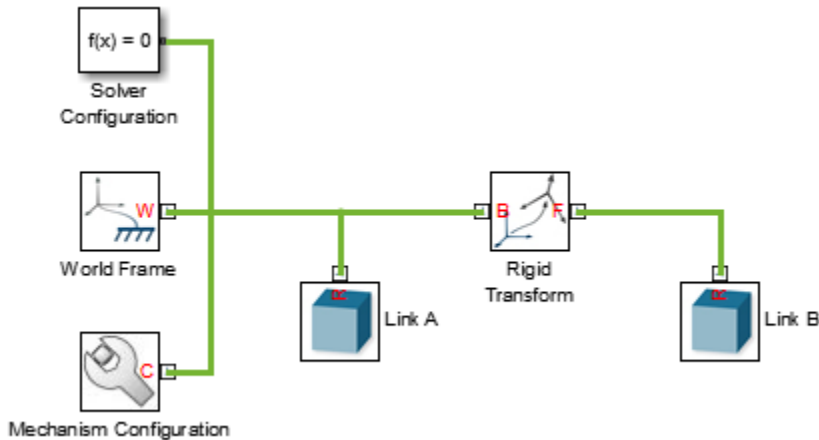 f(x) = 0
Solver
Configuration
W
World Frame
B
F
Rigid
Transform
R
Link A
R
Link B
C
Mechanism Configuration